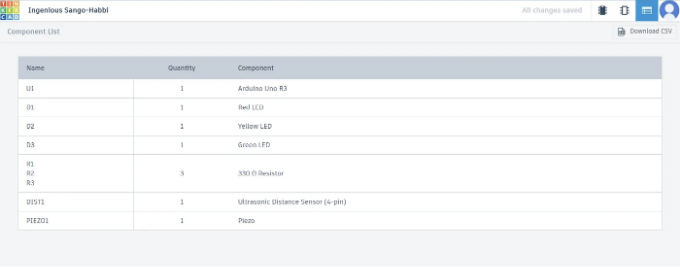 TIN
KER
CAD
Ingenious Sango-Habbi
All changes saved
Component List
Download CSV
Name Quantity Component
U1 1 Arduino Uno R3
D1 1 Red LED
D2 1 Yellow LED
D3 1 Green LED
R1
R2 3 330 Ω Resistor
R3
DIST1 1 Ultrasonic Distance Sensor (4-pin)
PIEZO1 1 Piezo